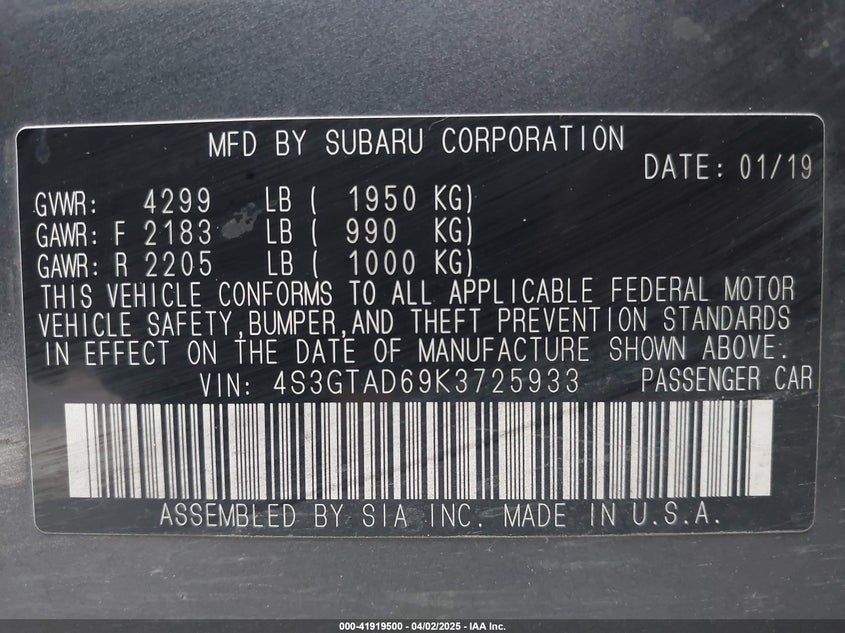 MFD BY SUBARU CORPORATION
DATE: 01/19
GVWR: 4299 LB ( 1950 KG)
GAWR: F 2183 LB ( 990 KG)
GAWR: R 2205 LB ( 1000 KG)
THIS VEHICLE CONFORMS TO ALL APPLICABLE FEDERAL MOTOR
VEHICLE SAFETY,BUMPER,AND THEFT PREVENTION STANDARDS
IN EFFECT ON THE DATE OF MANUFACTURE SHOWN ABOVE.
VIN: 4S3GTAD69K3725933 PASSENGER CAR
ASSEMBLED BY SIA INC. MADE IN U.S.A.
000-41919500 - 04/02/2025 - IAA Inc.